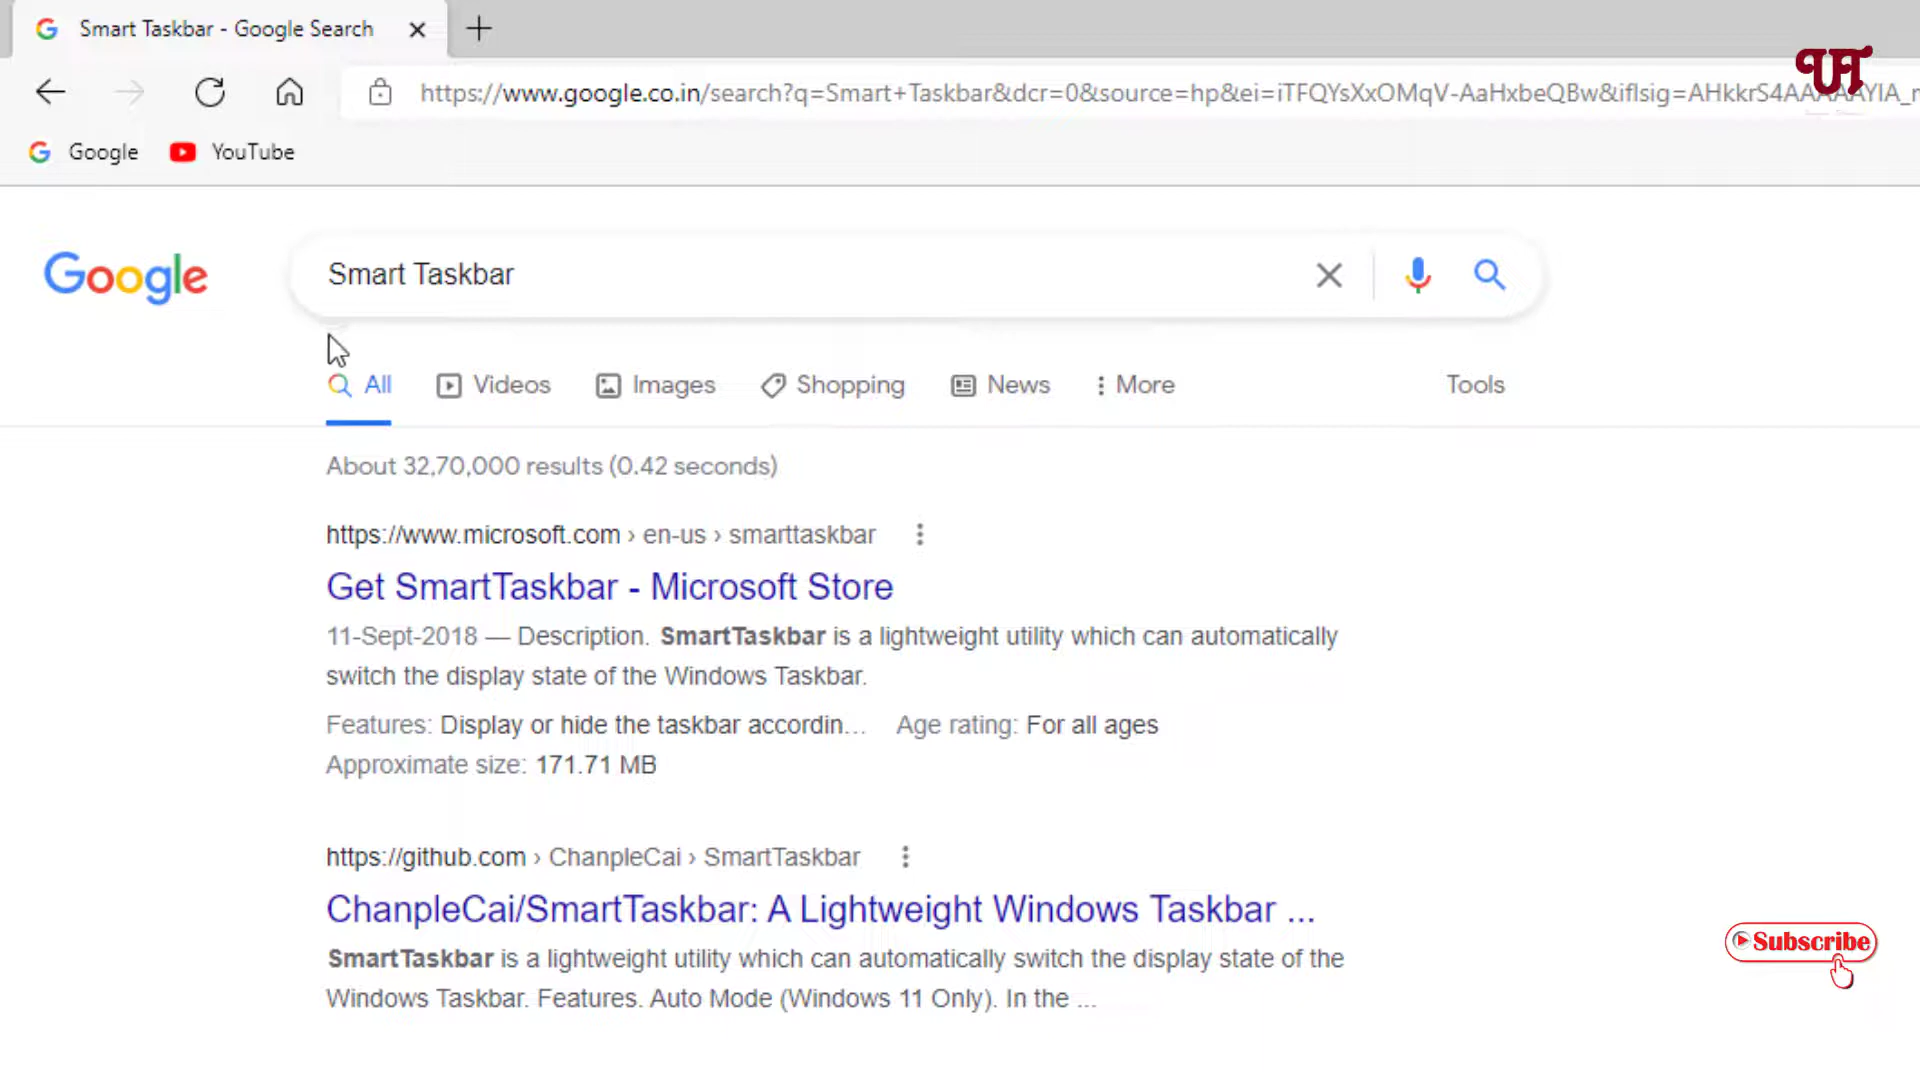 Smart Taskbar - Google Search
UT
https://www.google.co.in/search?q=Smart+Taskbar&dcr=0&source=hp&ei=iTFQYsXxOMqV-AaHxbeQBw&iflsig=AHkkrS4AAAAAYIA_
Google YouTube
Google Smart Taskbar
All Videos Images Shopping News More Tools
About 32,70,000 results (0.42 seconds)
https://www.microsoft.com › en-us › smarttaskbar
Get SmartTaskbar - Microsoft Store
11-Sept-2018 — Description. SmartTaskbar is a lightweight utility which can automatically
switch the display state of the Windows Taskbar.
Features: Display or hide the taskbar accordin... Age rating: For all ages
Approximate size: 171.71 MB
https://github.com › ChanpleCai › SmartTaskbar
ChanpleCai/SmartTaskbar: A Lightweight Windows Taskbar ...
SmartTaskbar is a lightweight utility which can automatically switch the display state of the
Windows Taskbar. Features. Auto Mode (Windows 11 Only). In the ...
Subscribe